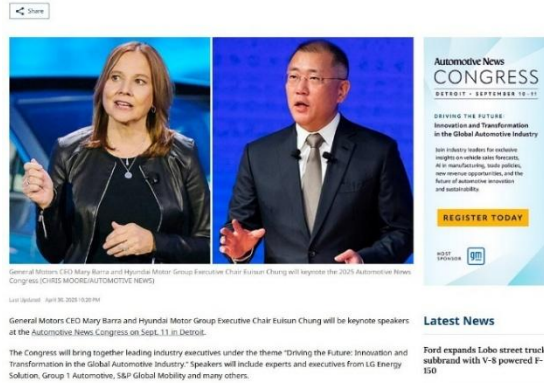 Share
Automotive News
CONGRESS
DETROIT • SEPTEMBER 10-11
DRIVING THE FUTURE:
Innovation and Transformation
in the Global Automotive Industry
Join industry leaders for exclusive
insights on vehicle sales forecasts,
AI in manufacturing, trade policies,
new revenue opportunities, and the
future of automotive innovation
and sustainability.
REGISTER TODAY
HOST
SPONSOR
gm
General Motors CEO Mary Barra and Hyundai Motor Group Executive Chair Euisun Chung will keynote the 2025 Automotive News
Congress (CHRIS MOORE/AUTOMOTIVE NEWS)
Last Updated: April 30, 2025 10:20 PM
General Motors CEO Mary Barra and Hyundai Motor Group Executive Chair Euisun Chung will be keynote speakers
at the Automotive News Congress on Sept. 11 in Detroit.
The Congress will bring together leading industry executives under the theme "Driving the Future: Innovation and
Transformation in the Global Automotive Industry." Speakers will include experts and executives from LG Energy
Solution, Group 1 Automotive, S&P Global Mobility and many others.
Latest News
Ford expands Lobo street truck
subbrand with V-8 powered F-
150